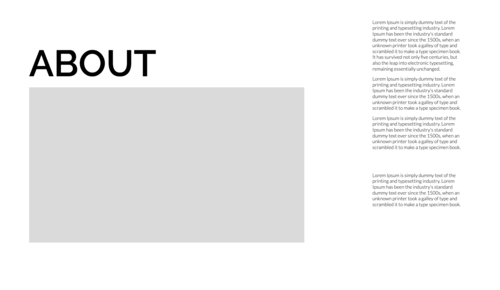 ABOUT
Lorem Ipsum is simply dummy text of the
printing and typesetting industry. Lorem
Ipsum has been the industry's standard
dummy text ever since the 1500s, when an
unknown printer took a galley of type and
scrambled it to make a type specimen book.
It has survived not only five centuries, but
also the leap into electronic typesetting,
remaining essentially unchanged.
Lorem Ipsum is simply dummy text of the
printing and typesetting industry. Lorem
Ipsum has been the industry's standard
dummy text ever since the 1500s, when an
unknown printer took a galley of type and
scrambled it to make a type specimen book.
Lorem Ipsum is simply dummy text of the
printing and typesetting industry. Lorem
Ipsum has been the industry's standard
dummy text ever since the 1500s, when an
unknown printer took a galley of type and
scrambled it to make a type specimen book.
Lorem Ipsum is simply dummy text of the
printing and typesetting industry. Lorem
Ipsum has been the industry's standard
dummy text ever since the 1500s, when an
unknown printer took a galley of type and
scrambled it to make a type specimen book.